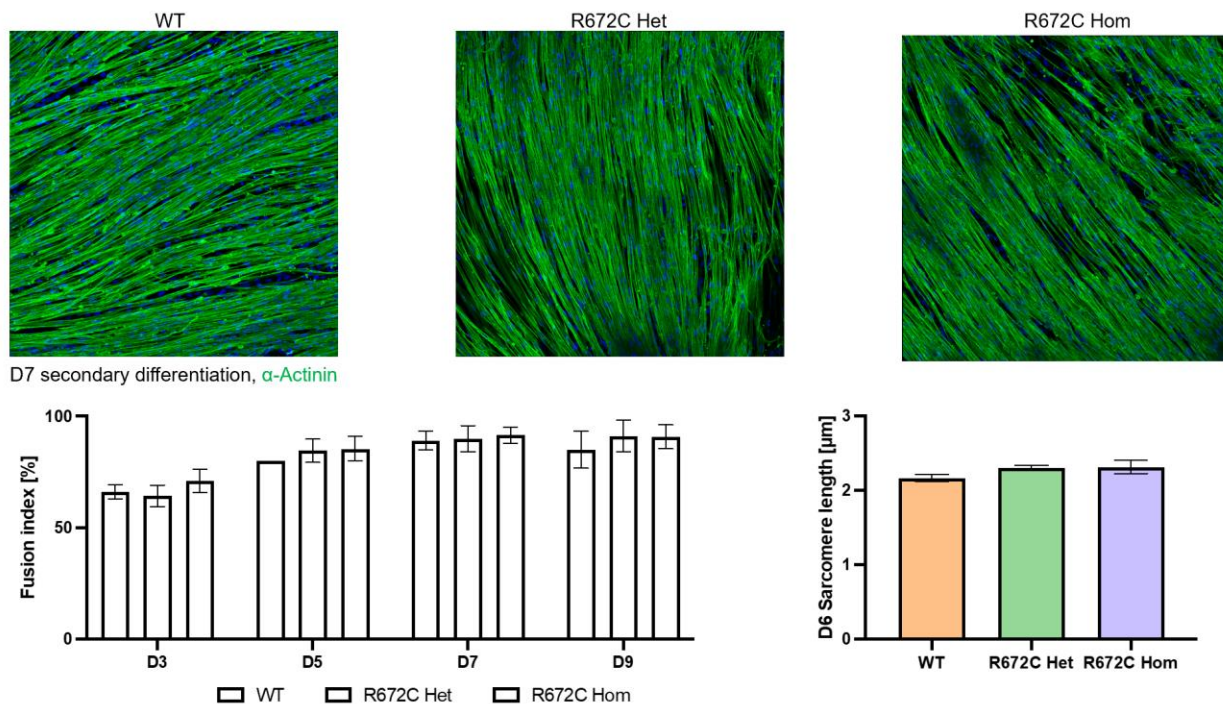 WT
R672C Het
R672C Hom
D7 secondary differentiation, α-Actinin
Fusion index [%]
100
50
0
D3
D5
D7
D9
WT
R672C Het
R672C Hom
D6 Sarcomere length [µm]
3
2
1
0
WT
R672C Het
R672C Hom